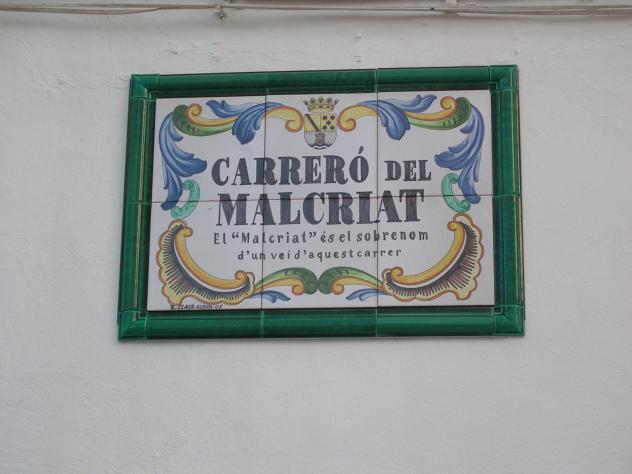 CARRERÓ DEL
MALCRIAT
El "Malcriat" és el sobrenom
d'un veí d'aquest carrer